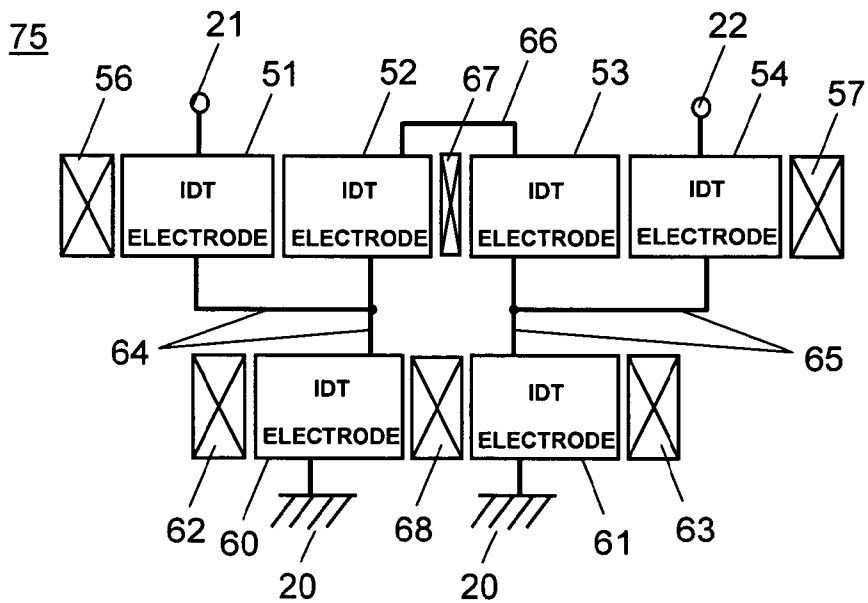 75
21 51 52 67 66 53 22 54
56 57
IDT ELECTRODE
IDT ELECTRODE
IDT ELECTRODE
IDT ELECTRODE
64 65
IDT ELECTRODE
IDT ELECTRODE
62 60 20 68 20 61 63